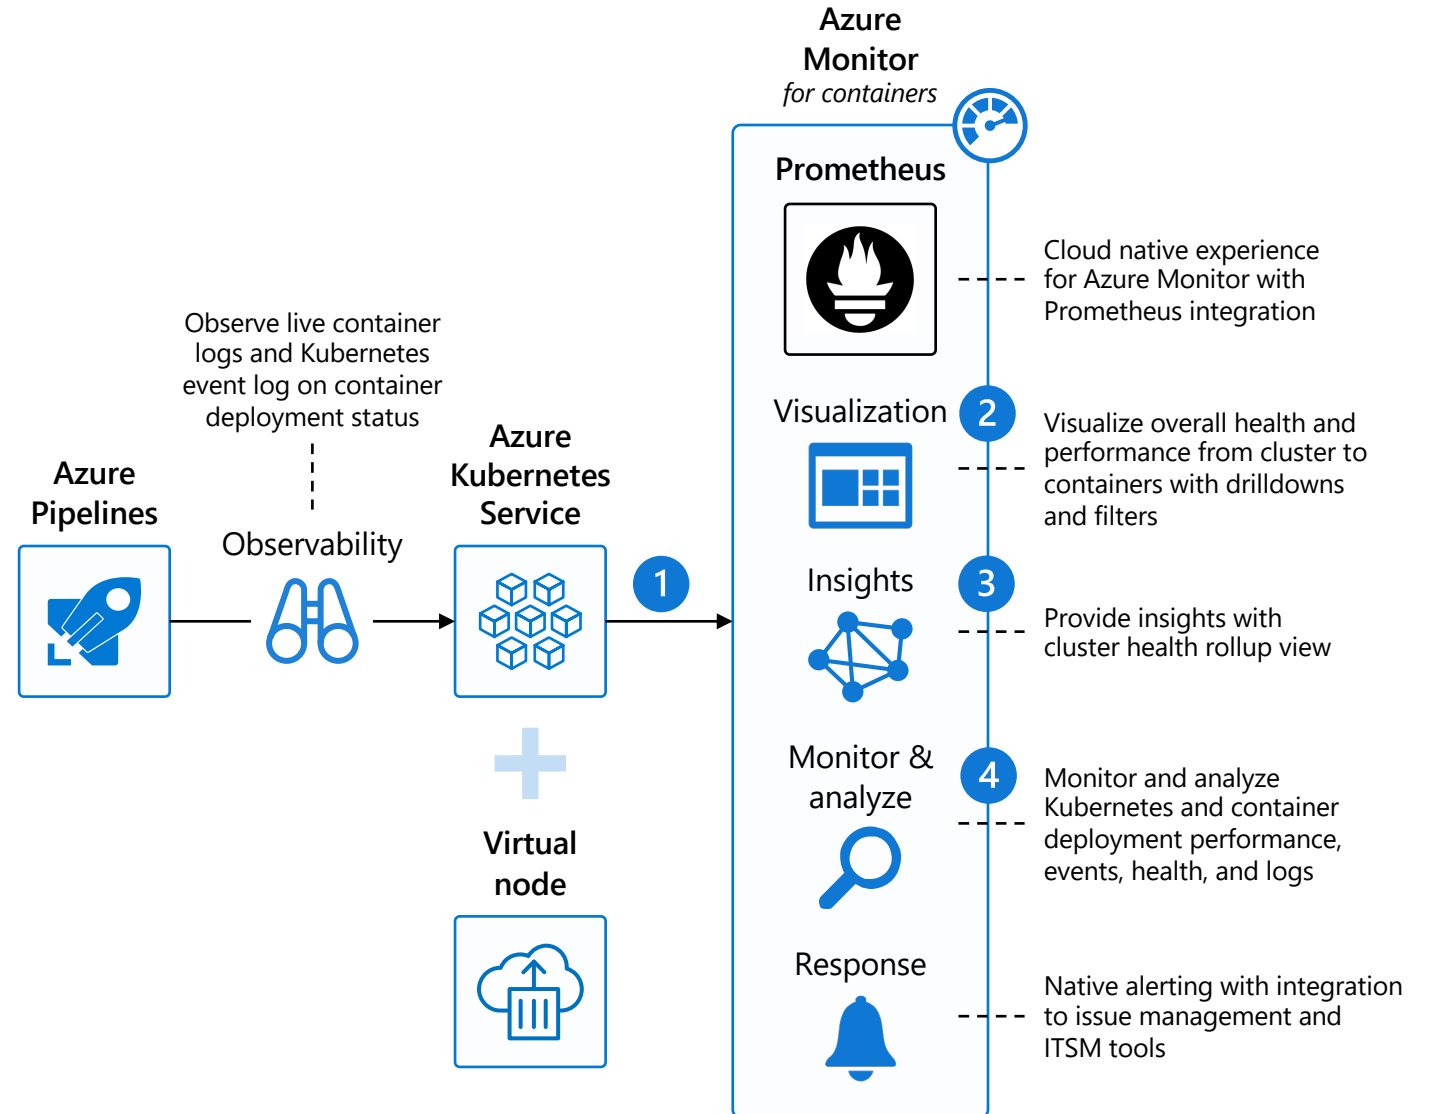 Azure
Monitor
for containers
Prometheus
Cloud native experience
for Azure Monitor with
Prometheus integration
Observe live container
logs and Kubernetes
event log on container
deployment status
Visualization
2
Visualize overall health and
performance from cluster to
containers with drilldowns
and filters
Azure
Pipelines
Observability
Azure
Kubernetes
Service
1
Insights
3
Provide insights with
cluster health rollup view
Monitor &
analyze
4
Monitor and analyze
Kubernetes and container
deployment performance,
events, health, and logs
Virtual
node
Response
Native alerting with integration
to issue management and
ITSM tools